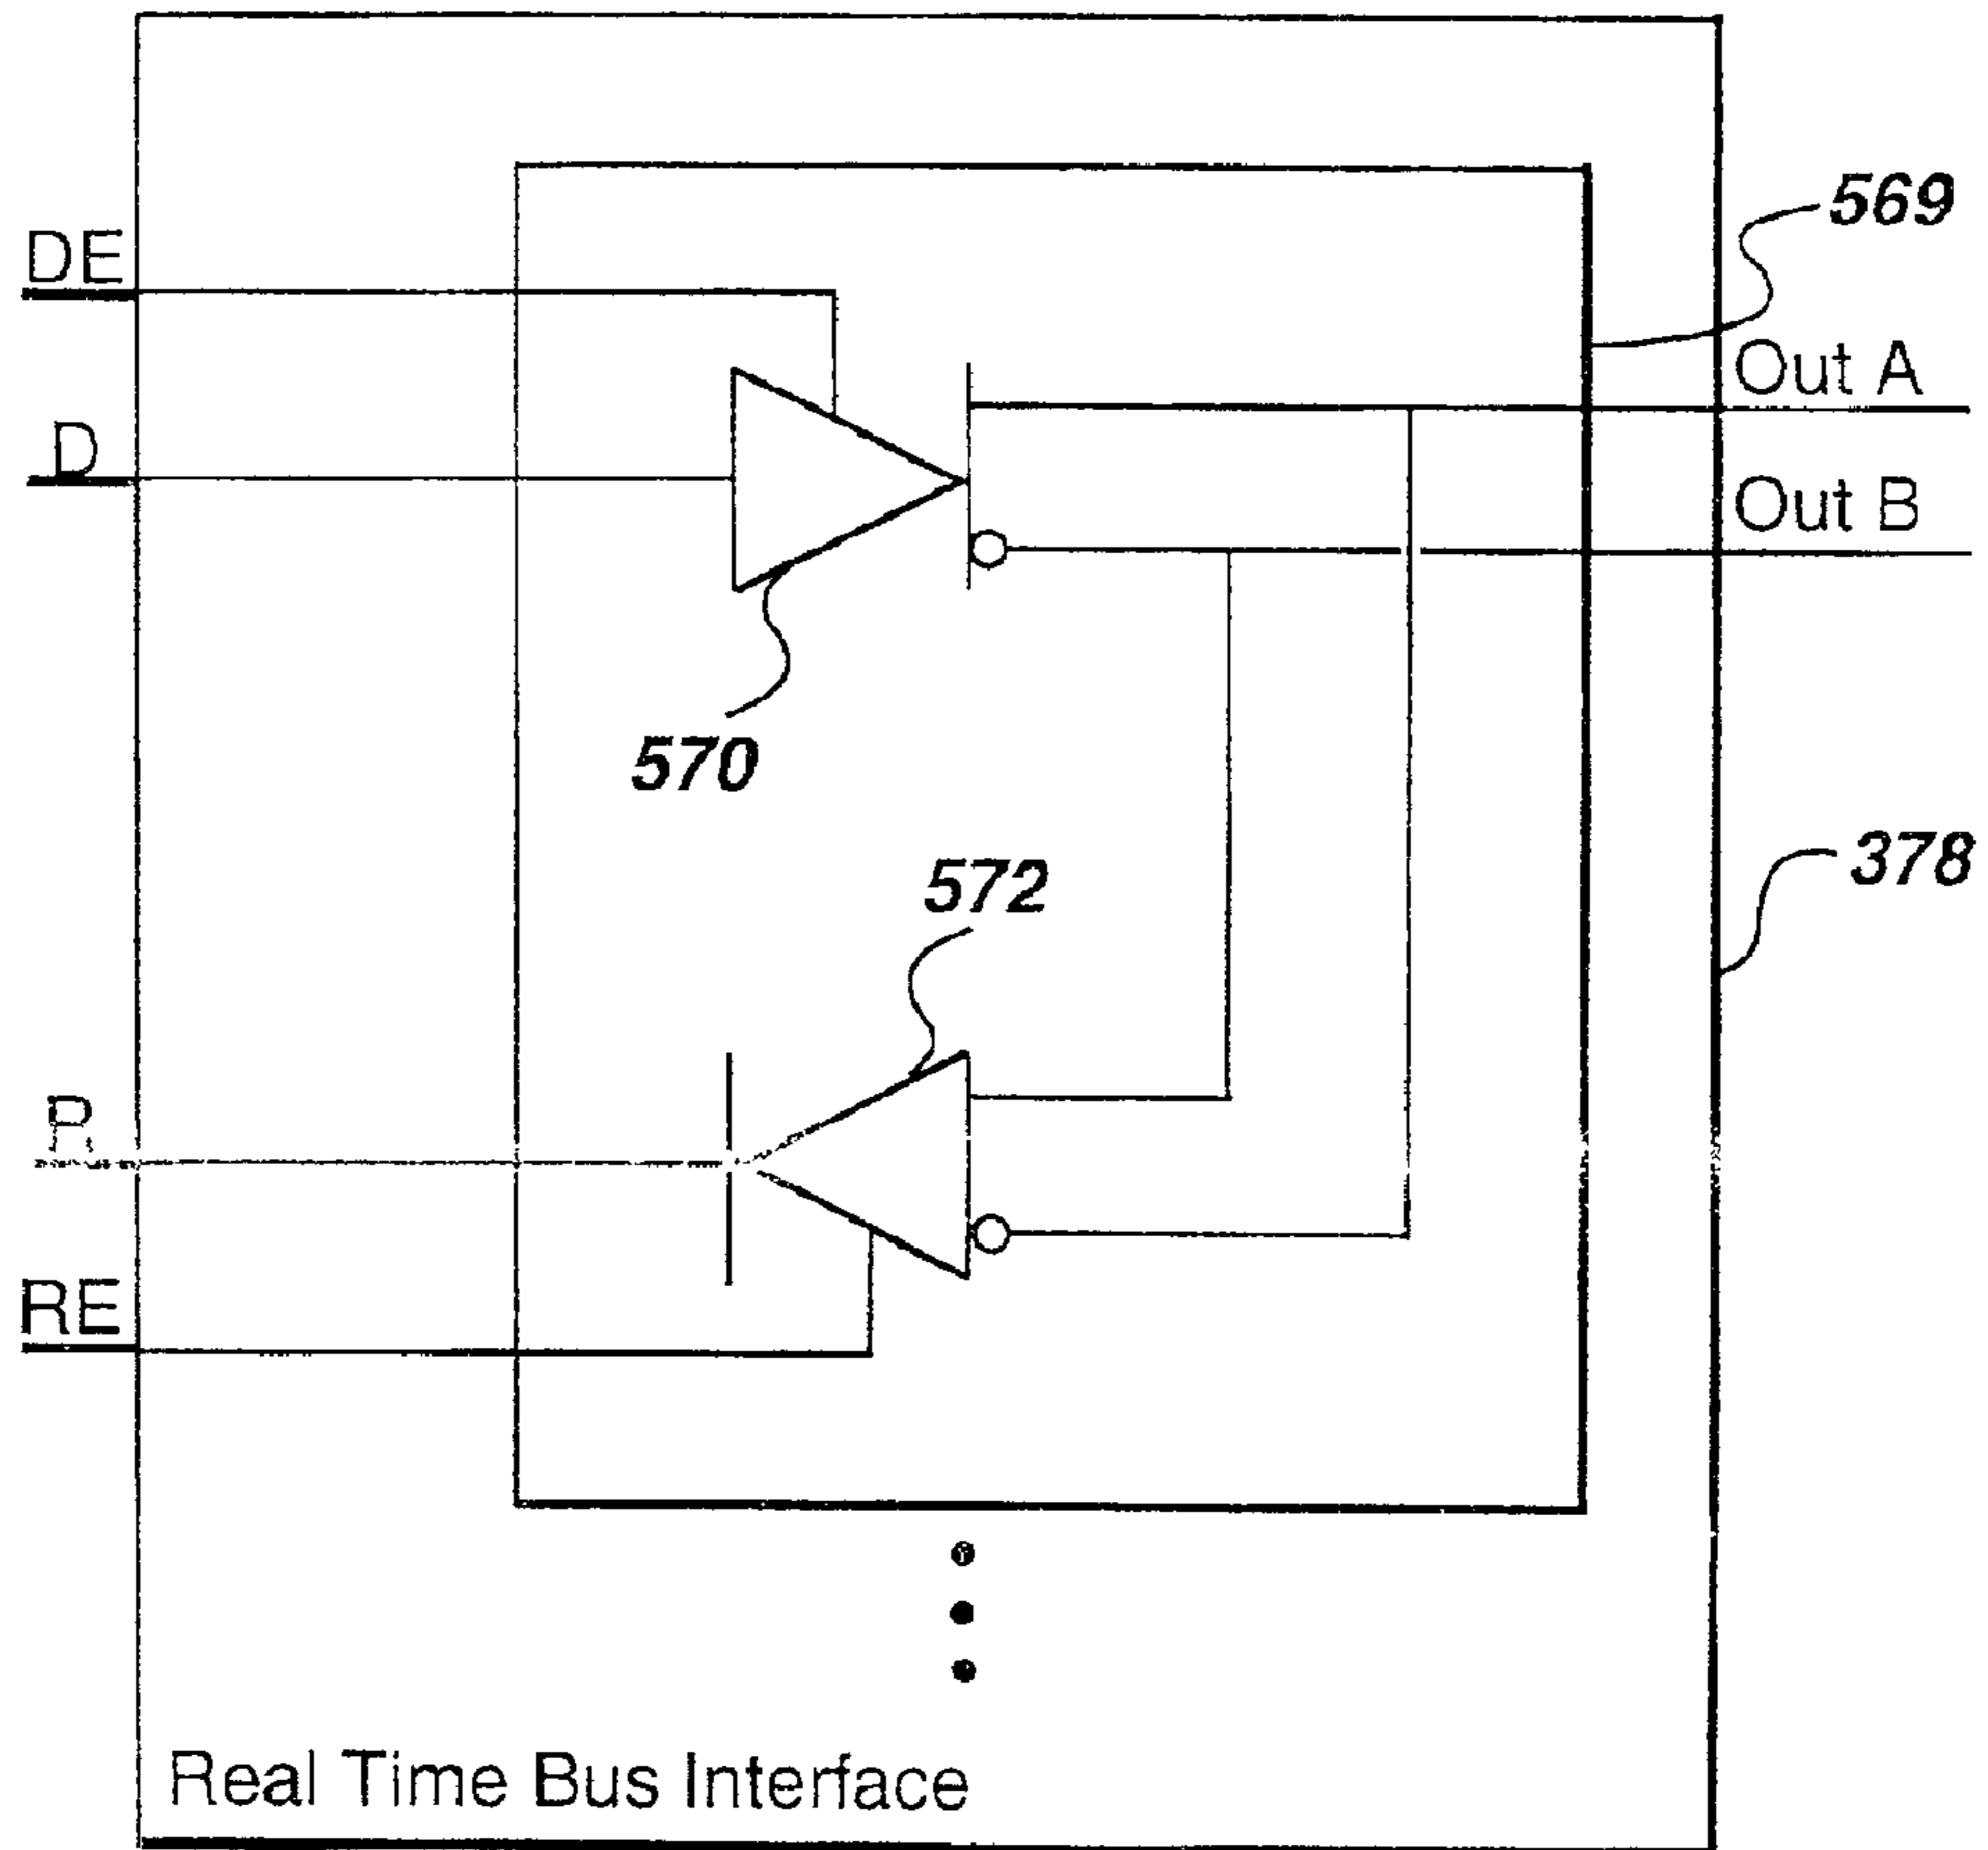 DE
569
Out A
D
Out B
570
378
572
R
RE
Real Time Bus Interface